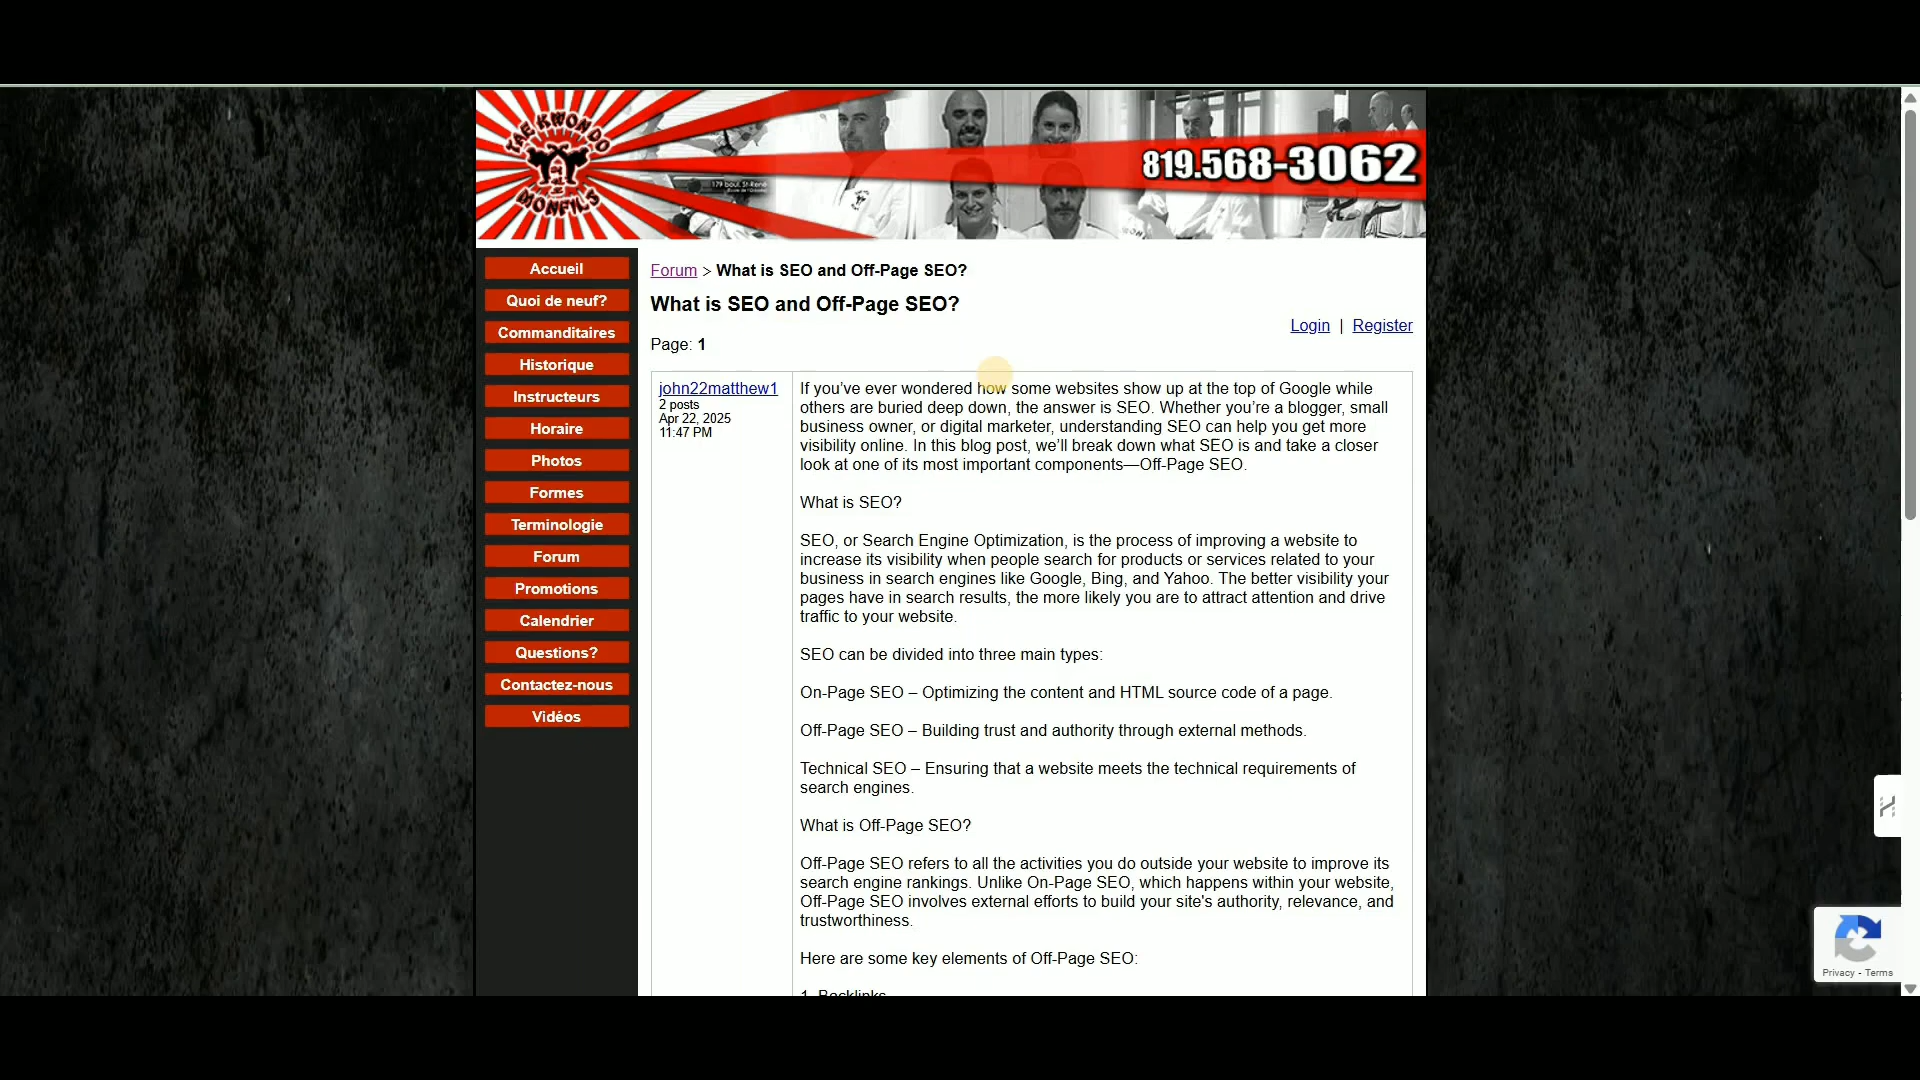 TAE KWON DO
MONFILS
179 boul. St-René
819.568-3062
Accueil
Quoi de neuf?
Commanditaires
Historique
Instructeurs
Horaire
Photos
Formes
Terminologie
Forum
Promotions
Calendrier
Questions?
Contactez-nous
Vidéos
Forum > What is SEO and Off-Page SEO?
What is SEO and Off-Page SEO?
Login | Register
Page: 1
john22matthew1
2 posts
Apr 22, 2025
11:47 PM
If you've ever wondered how some websites show up at the top of Google while
others are buried deep down, the answer is SEO. Whether you're a blogger, small
business owner, or digital marketer, understanding SEO can help you get more
visibility online. In this blog post, we'll break down what SEO is and take a closer
look at one of its most important components—Off-Page SEO.
What is SEO?
SEO, or Search Engine Optimization, is the process of improving a website to
increase its visibility when people search for products or services related to your
business in search engines like Google, Bing, and Yahoo. The better visibility your
pages have in search results, the more likely you are to attract attention and drive
traffic to your website.
SEO can be divided into three main types:
On-Page SEO – Optimizing the content and HTML source code of a page.
Off-Page SEO – Building trust and authority through external methods.
Technical SEO – Ensuring that a website meets the technical requirements of
search engines.
What is Off-Page SEO?
Off-Page SEO refers to all the activities you do outside your website to improve its
search engine rankings. Unlike On-Page SEO, which happens within your website,
Off-Page SEO involves external efforts to build your site's authority, relevance, and
trustworthiness.
Here are some key elements of Off-Page SEO:
1. Backlinks
Privacy - Terms